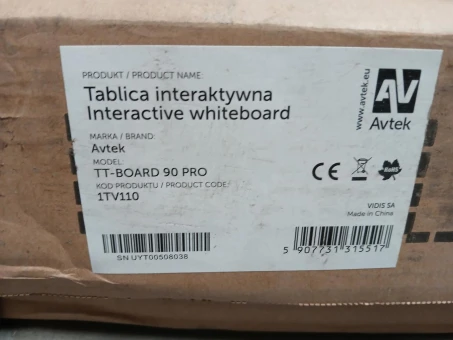 PRODUKT / PRODUCT NAME:
Tablica interaktywna
Interactive whiteboard
MARKA / BRAND:
Avtek
MODEL:
TT-BOARD 90 PRO
KOD PRODUKTU / PRODUCT CODE:
1TV110
SN UYT00508038
www.avtek.eu
AV
Avtek
CE
RoHS
VIDIS SA
Made in China
5 907731 315517